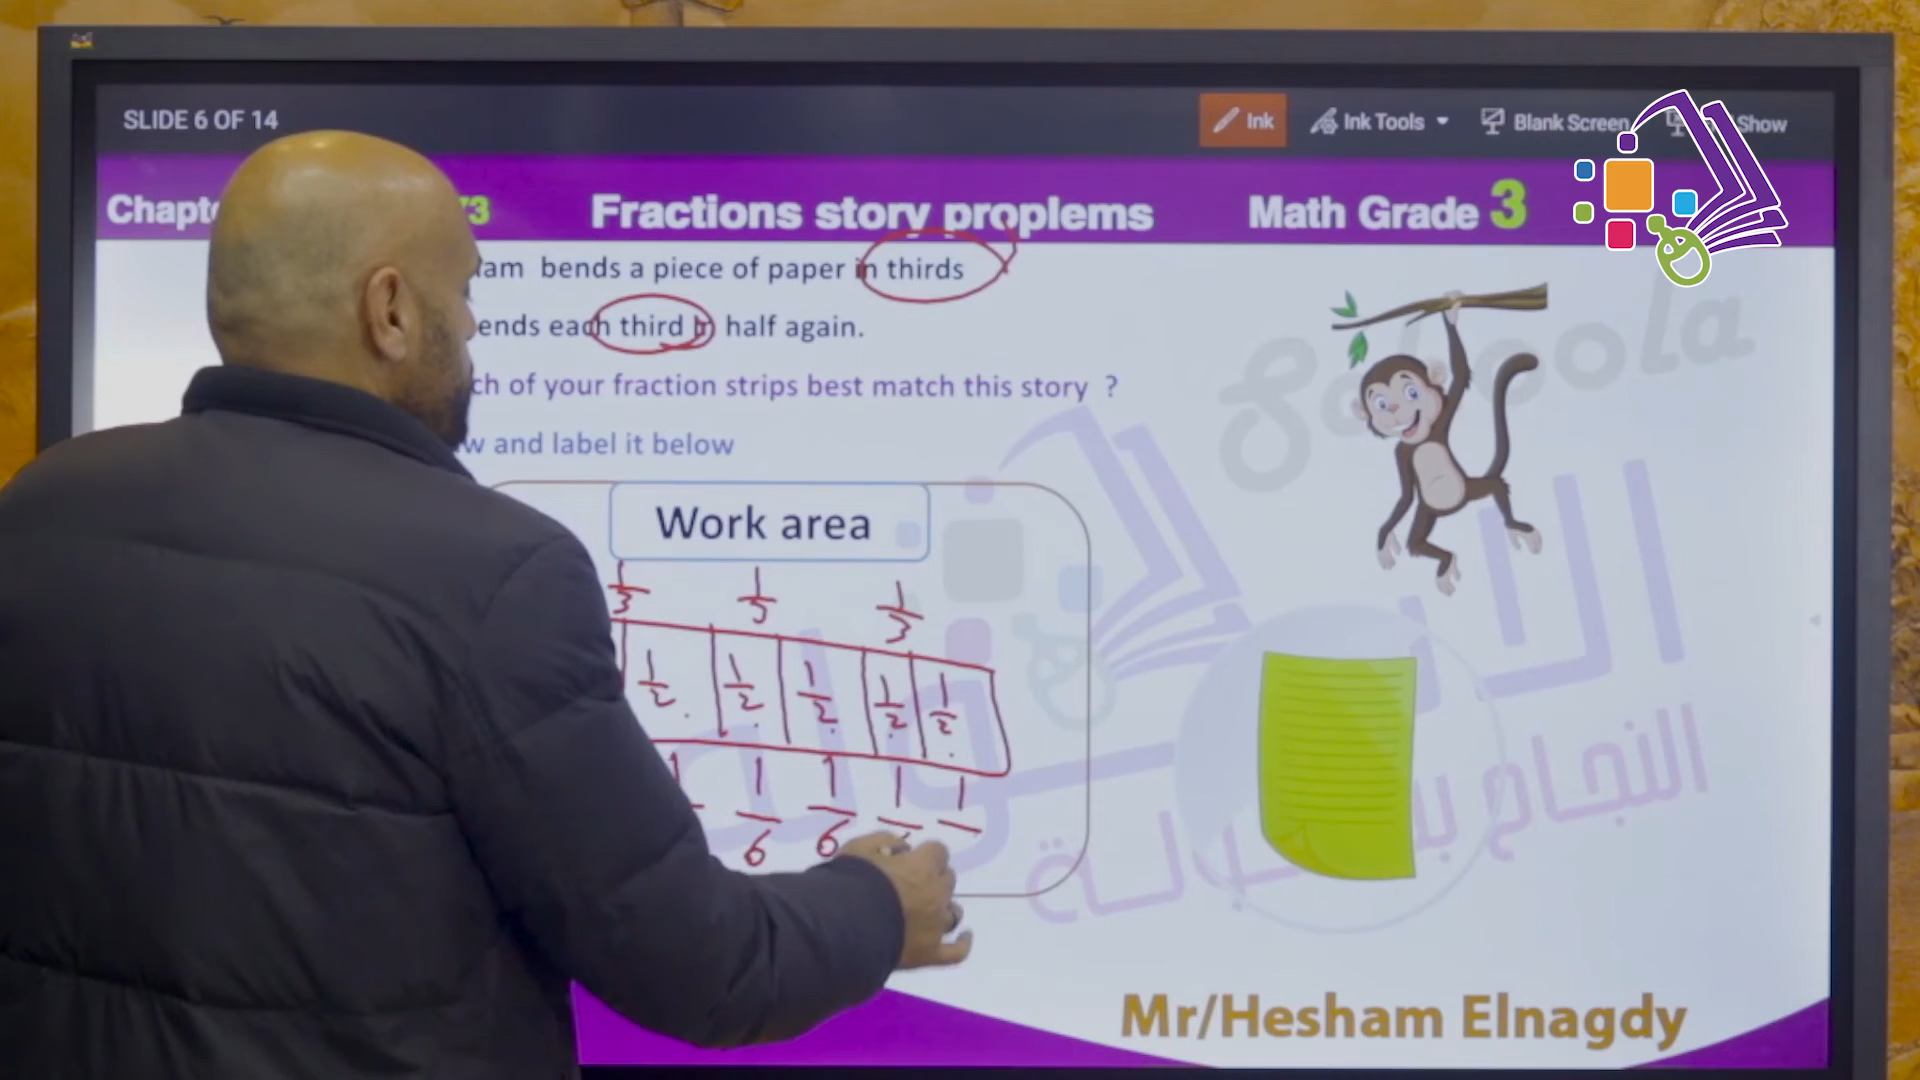 SLIDE 6 OF 14
Ink
Ink Tools
Blank Screen
Show
Fractions story proplems
Math Grade 3
bends a piece of paper in thirds
each third in half again.
of your fraction strips best match this story ?
and label it below
Work area
1/3 1/3 1/3
1/2 1/2 1/2 1/2 1/2
1/6 1/6
Schoola
النجاح بسهولة
Mr/Hesham Elnagdy